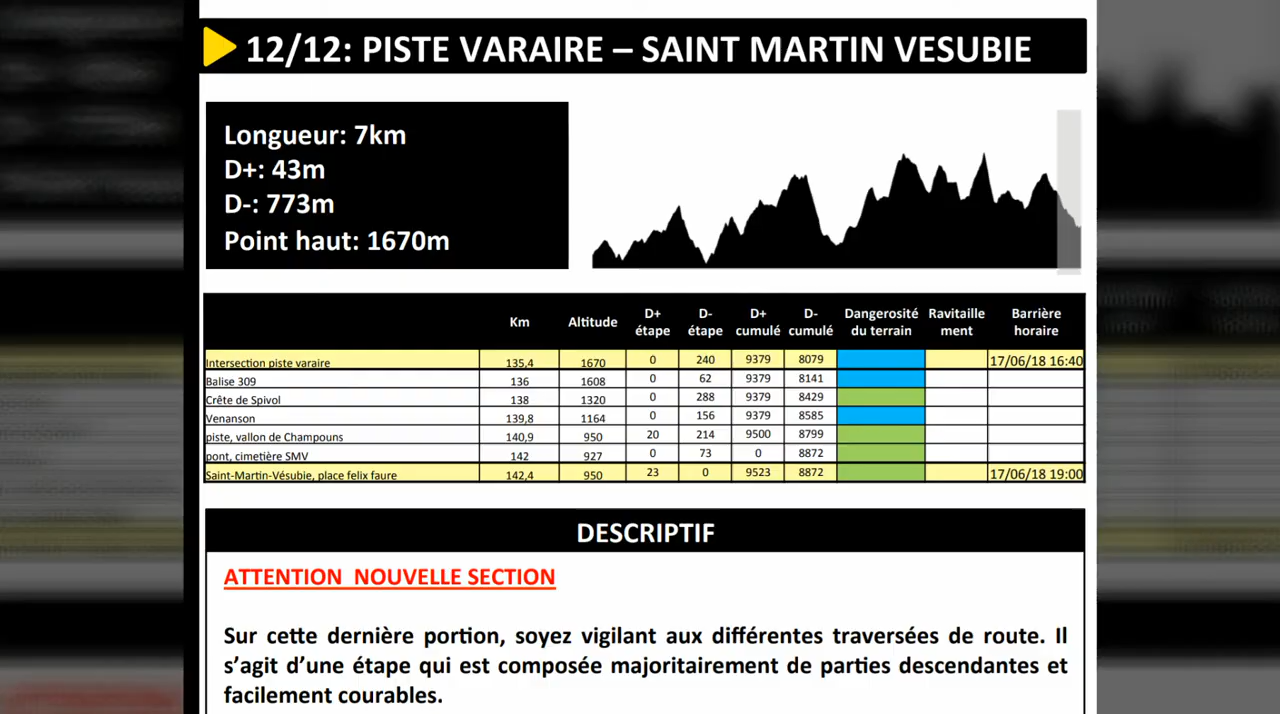 12/12: PISTE VARAIRE – SAINT MARTIN VESUBIE
Longueur: 7km
D+: 43m
D-: 773m
Point haut: 1670m
Km Altitude D+ étape D- étape D+ cumulé D- cumulé Dangerosité du terrain Ravitaille ment Barrière horaire
Intersection piste varaire 135,4 1670 0 240 9379 8079 17/06/18 16:40
Balise 309 136 1608 0 62 9379 8141
Crête de Spivol 138 1320 0 288 9379 8429
Venanson 139,8 1164 0 156 9379 8585
piste, vallon de Champouns 140,9 950 20 214 9500 8799
pont, cimetière SMV 142 927 0 73 0 8872
Saint-Martin-Vésubie, place felix faure 142,4 950 23 0 9523 8872 17/06/18 19:00
DESCRIPTIF
ATTENTION NOUVELLE SECTION
Sur cette dernière portion, soyez vigilant aux différentes traversées de route. Il
s’agit d’une étape qui est composée majoritairement de parties descendantes et
facilement courables.